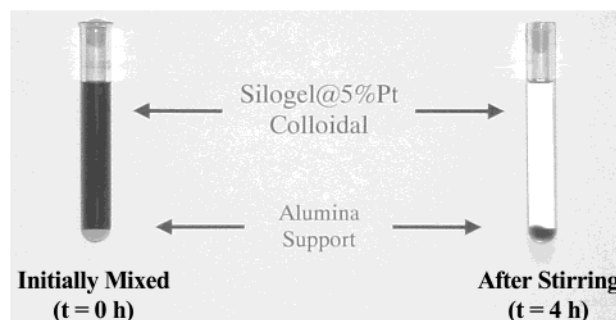 Silogel@5%Pt
Colloidal
Alumina
Support
Initially Mixed
(t = 0 h)
After Stirring
(t = 4 h)